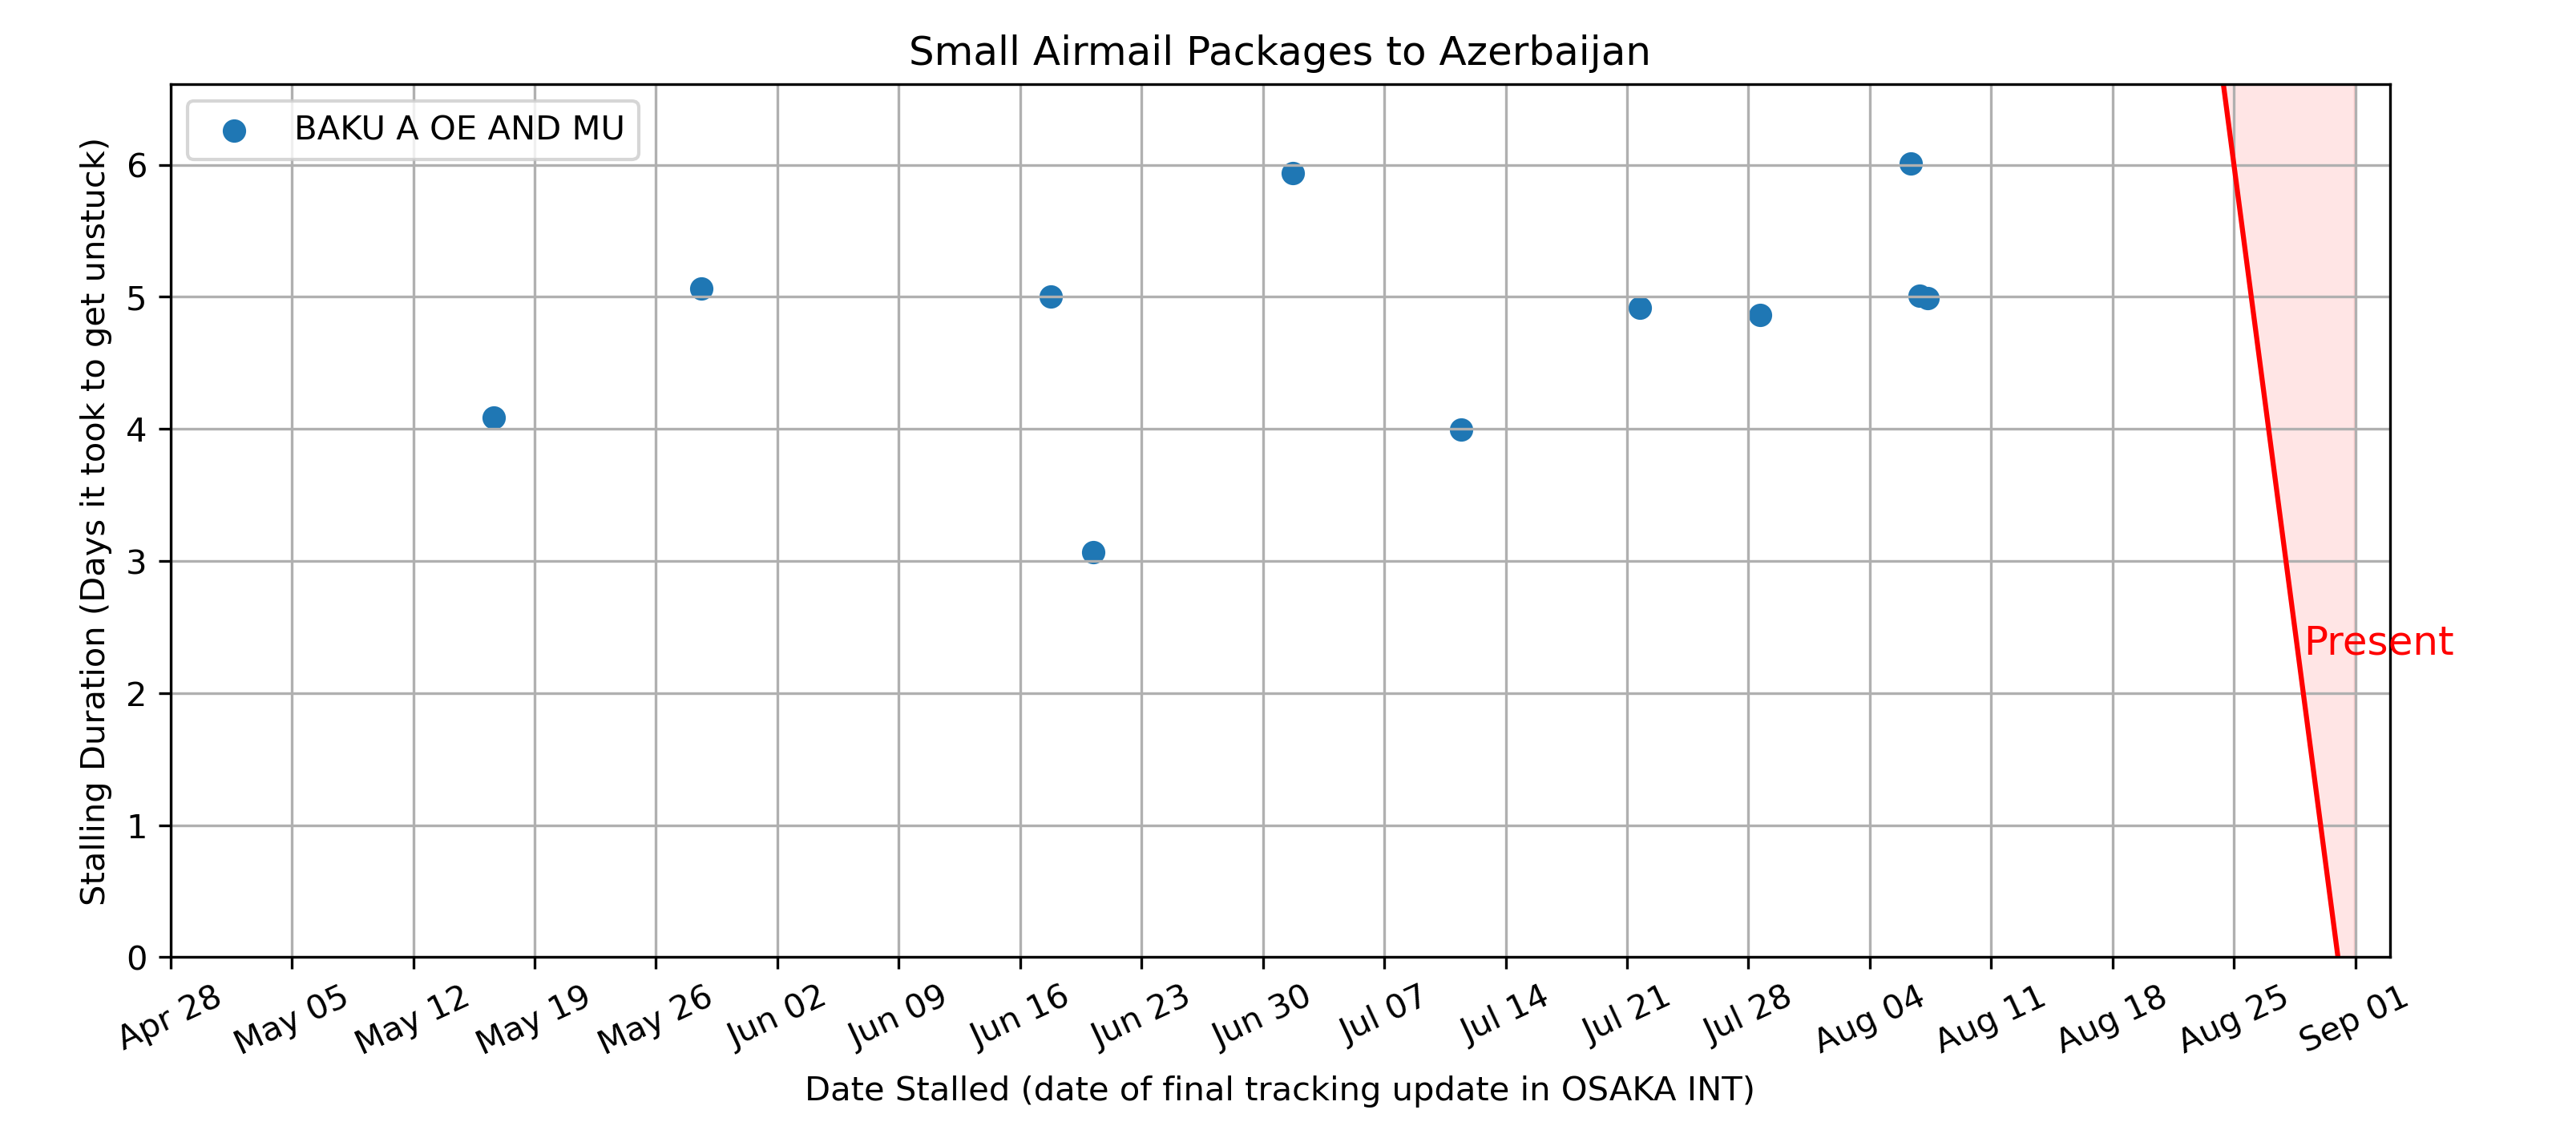 Small Airmail Packages to Azerbaijan
BAKU A OE AND MU
Stalling Duration (Days it took to get unstuck)
6
5
4
3
2
1
0
Present
Apr 28
May 05
May 12
May 19
May 26
Jun 02
Jun 09
Jun 16
Jun 23
Jun 30
Jul 07
Jul 14
Jul 21
Jul 28
Aug 04
Aug 11
Aug 18
Aug 25
Sep 01
Date Stalled (date of final tracking update in OSAKA INT)